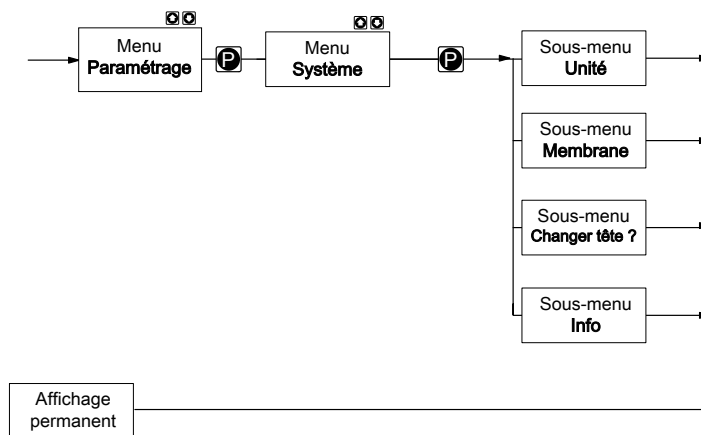 Menu
Paramétrage
P
Menu
Système
P
Sous-menu
Unité
Sous-menu
Membrane
Sous-menu
Changer tête ?
Sous-menu
Info
Affichage
permanent